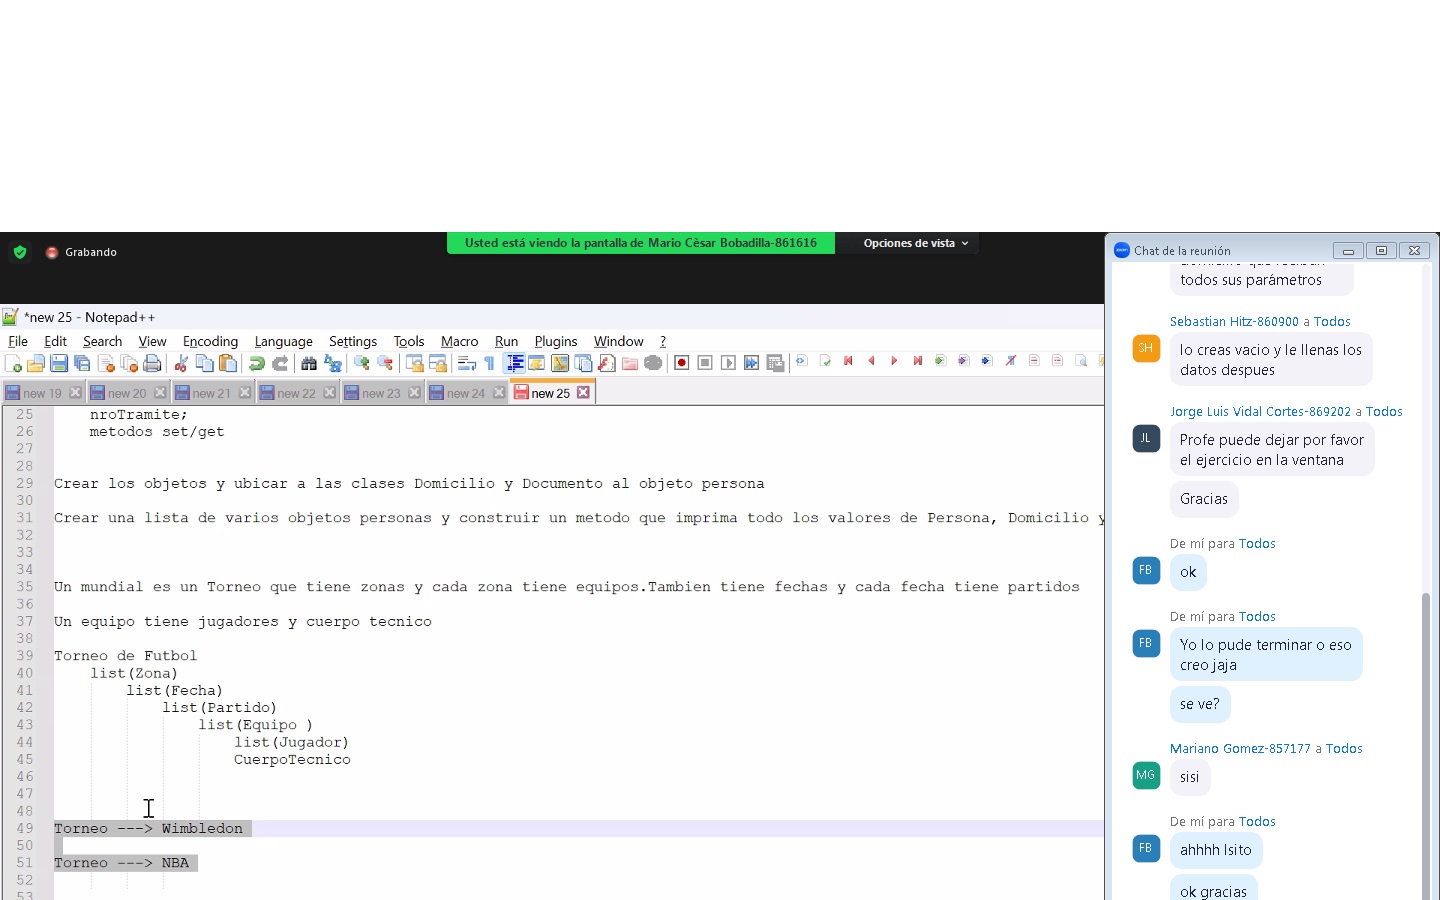 Grabando
Usted está viendo la pantalla de Mario Cèsar Bobadilla-861616
Opciones de vista
*new 25 - Notepad++
File Edit Search View Encoding Language Settings Tools Macro Run Plugins Window ?
new 19 new 20 new 21 new 22 new 23 new 24 new 25
25 nroTramite;
26 metodos set/get
27
28
29 Crear los objetos y ubicar a las clases Domicilio y Documento al objeto persona
30
31 Crear una lista de varios objetos personas y construir un metodo que imprima todo los valores de Persona, Domicilio y
32
33
34
35 Un mundial es un Torneo que tiene zonas y cada zona tiene equipos.Tambien tiene fechas y cada fecha tiene partidos
36
37 Un equipo tiene jugadores y cuerpo tecnico
38
39 Torneo de Futbol
40 list(Zona)
41 list(Fecha)
42 list(Partido)
43 list(Equipo )
44 list(Jugador)
45 CuerpoTecnico
46
47
48
49 Torneo ---> Wimbledon
50
51 Torneo ---> NBA
52
53
Chat de la reunión
todos sus parámetros
Sebastian Hitz-860900 a Todos
SH
lo creas vacio y le llenas los
datos despues
Jorge Luis Vidal Cortes-869202 a Todos
JL
Profe puede dejar por favor
el ejercicio en la ventana
Gracias
De mí para Todos
FB
ok
De mí para Todos
FB
Yo lo pude terminar o eso
creo jaja
se ve?
Mariano Gomez-857177 a Todos
MG
sisi
De mí para Todos
FB
ahhhh lsito
ok gracias